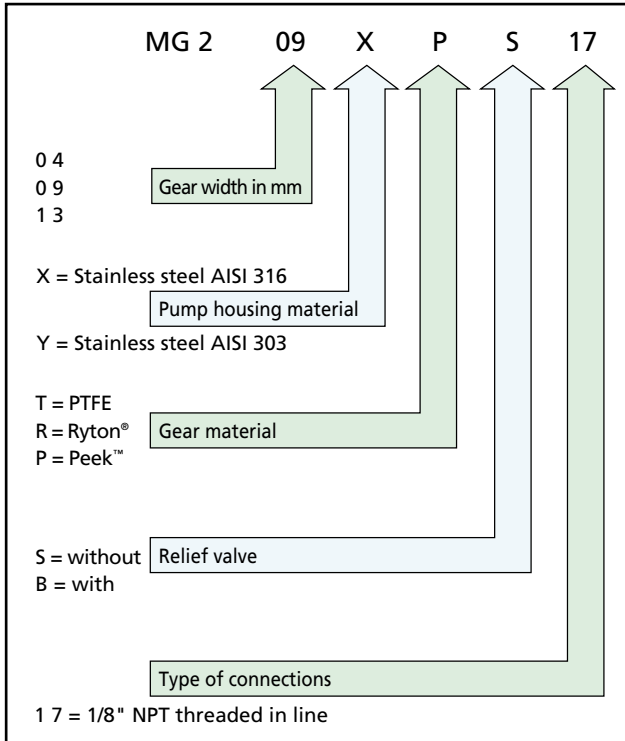 MG 2 09 X P S 17
0 4
0 9
1 3
Gear width in mm
X = Stainless steel AISI 316
Pump housing material
Y = Stainless steel AISI 303
T = PTFE
R = Ryton®
P = Peek™
Gear material
S = without
B = with
Relief valve
Type of connections
1 7 = 1/8" NPT threaded in line